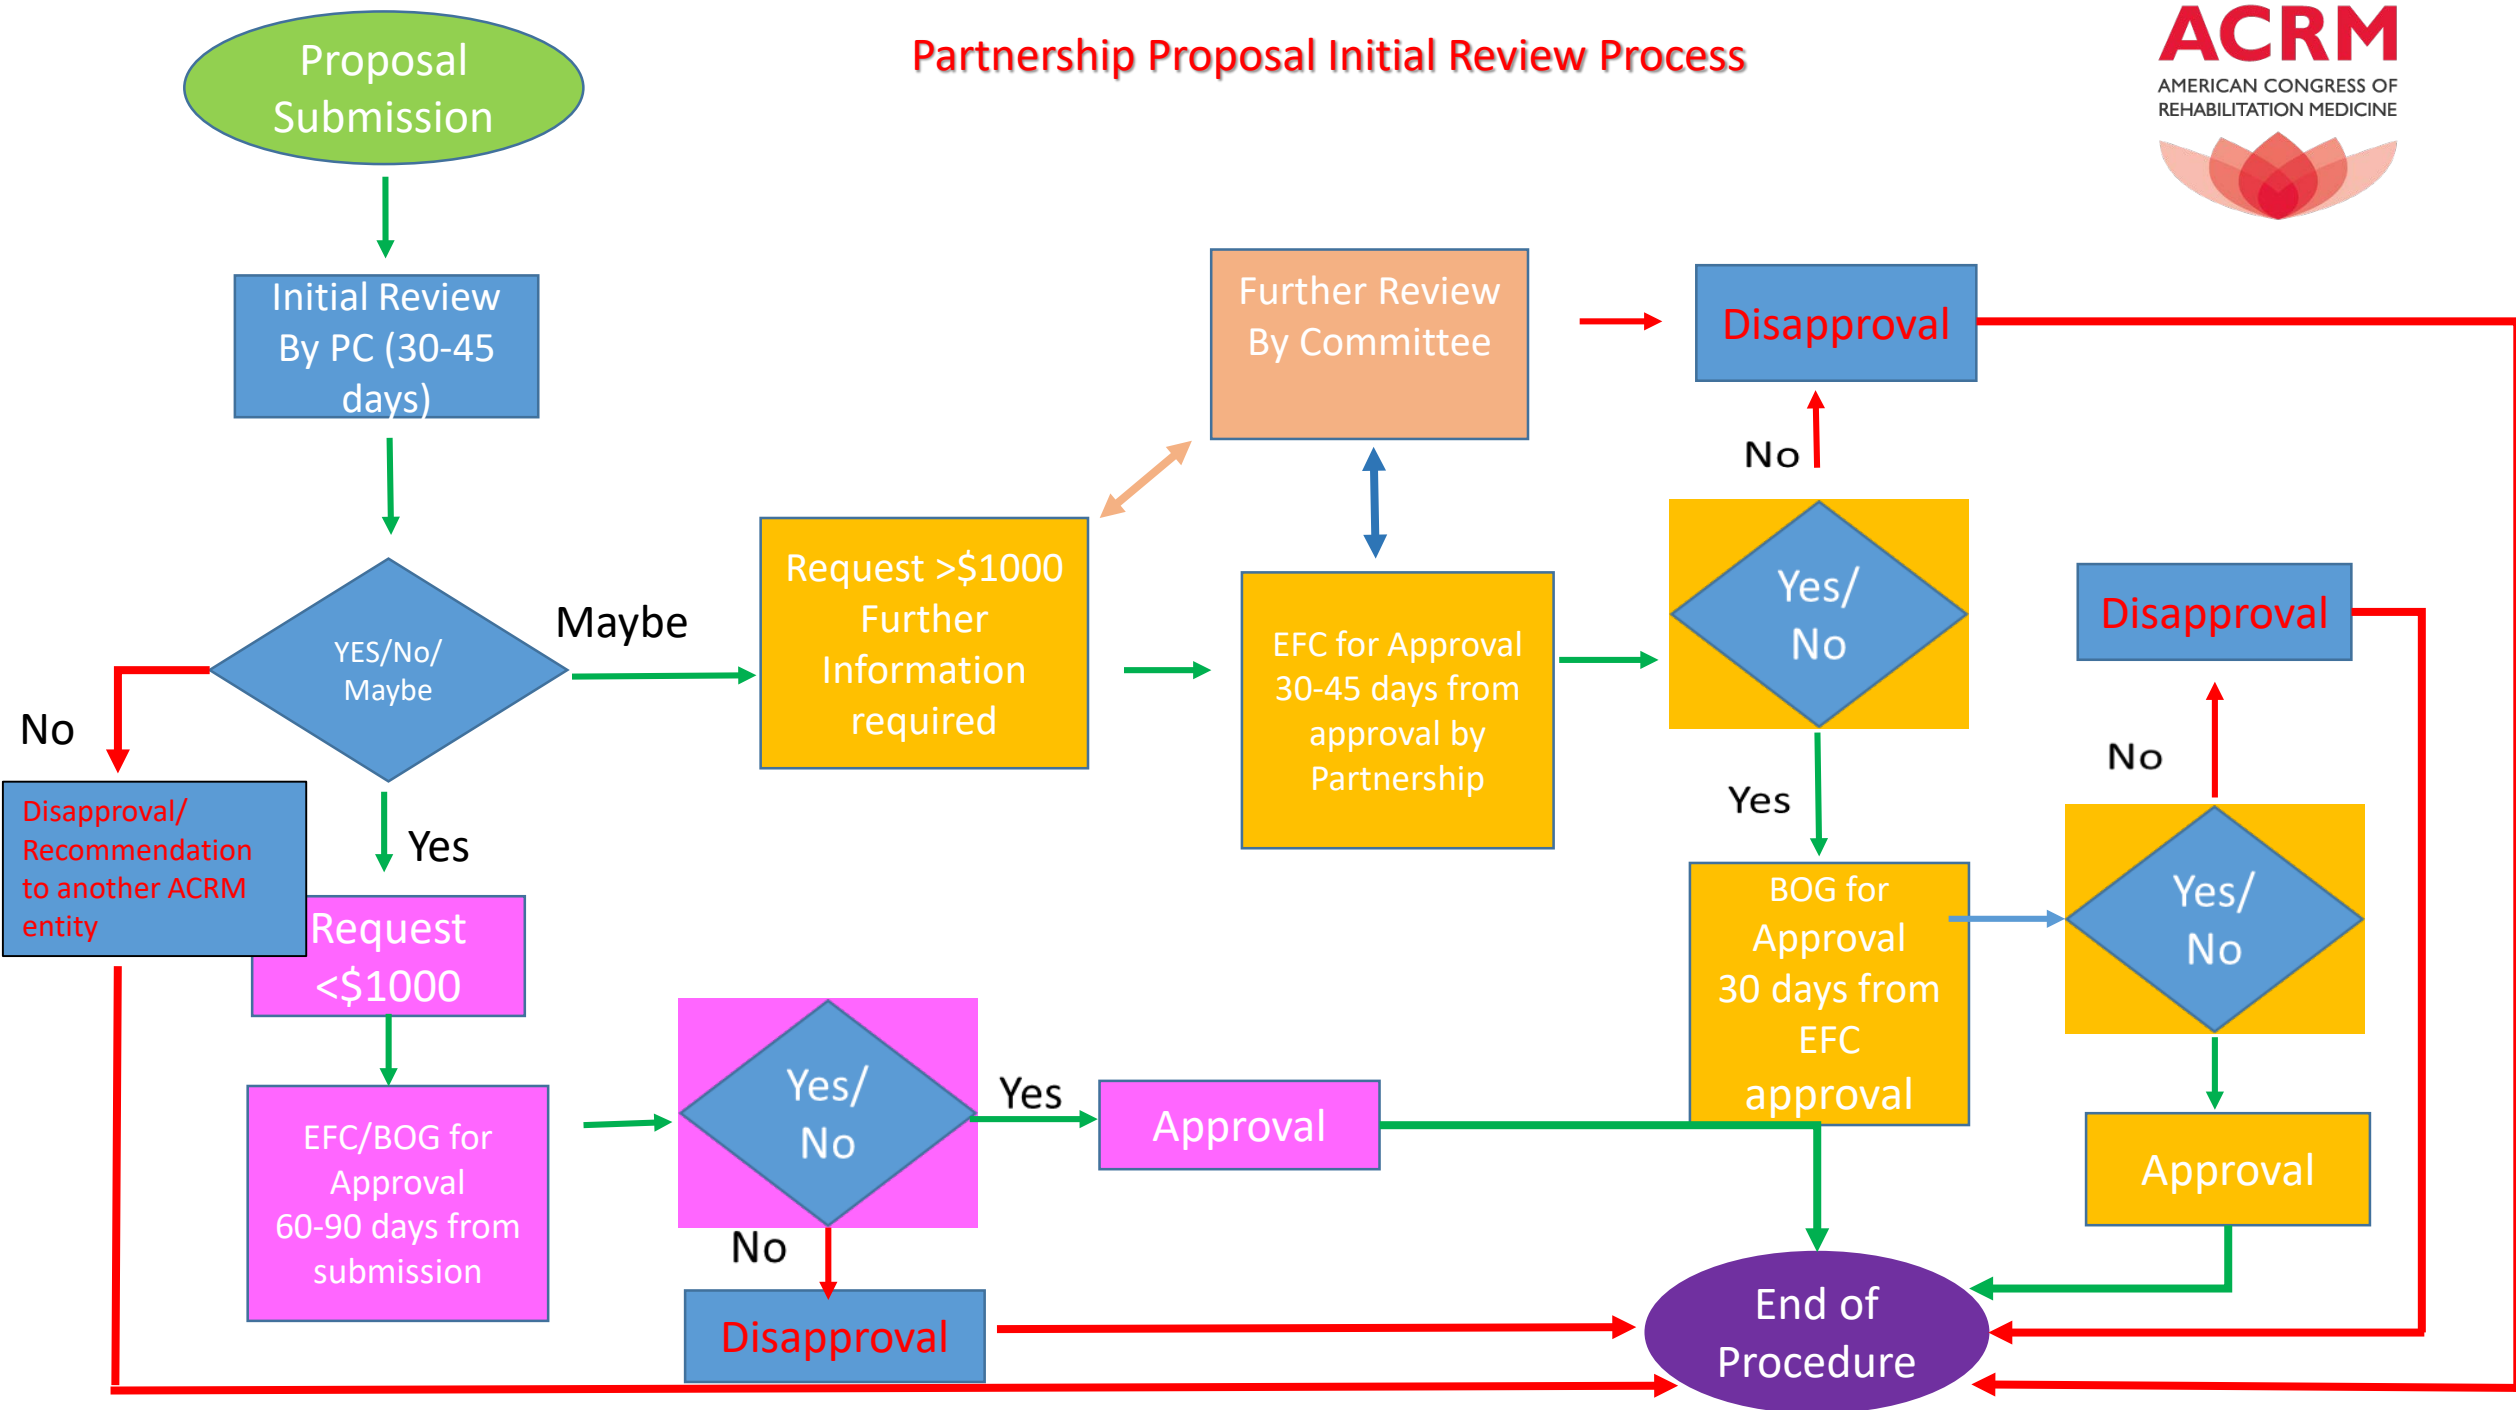 Partnership Proposal Initial Review Process
ACRM
AMERICAN CONGRESS OF
REHABILITATION MEDICINE
Proposal
Submission
Initial Review
By PC (30-45
days)
YES/No/
Maybe
Maybe
No
Yes
Disapproval/
Recommendation
to another ACRM
entity
Request
<$1000
EFC/BOG for
Approval
60-90 days from
submission
Yes/
No
Yes
Approval
No
Disapproval
Request >$1000
Further
Information
required
Further Review
By Committee
EFC for Approval
30-45 days from
approval by
Partnership
Disapproval
No
Yes/
No
Yes
BOG for
Approval
30 days from
EFC
approval
Disapproval
No
Yes/
No
Approval
End of
Procedure